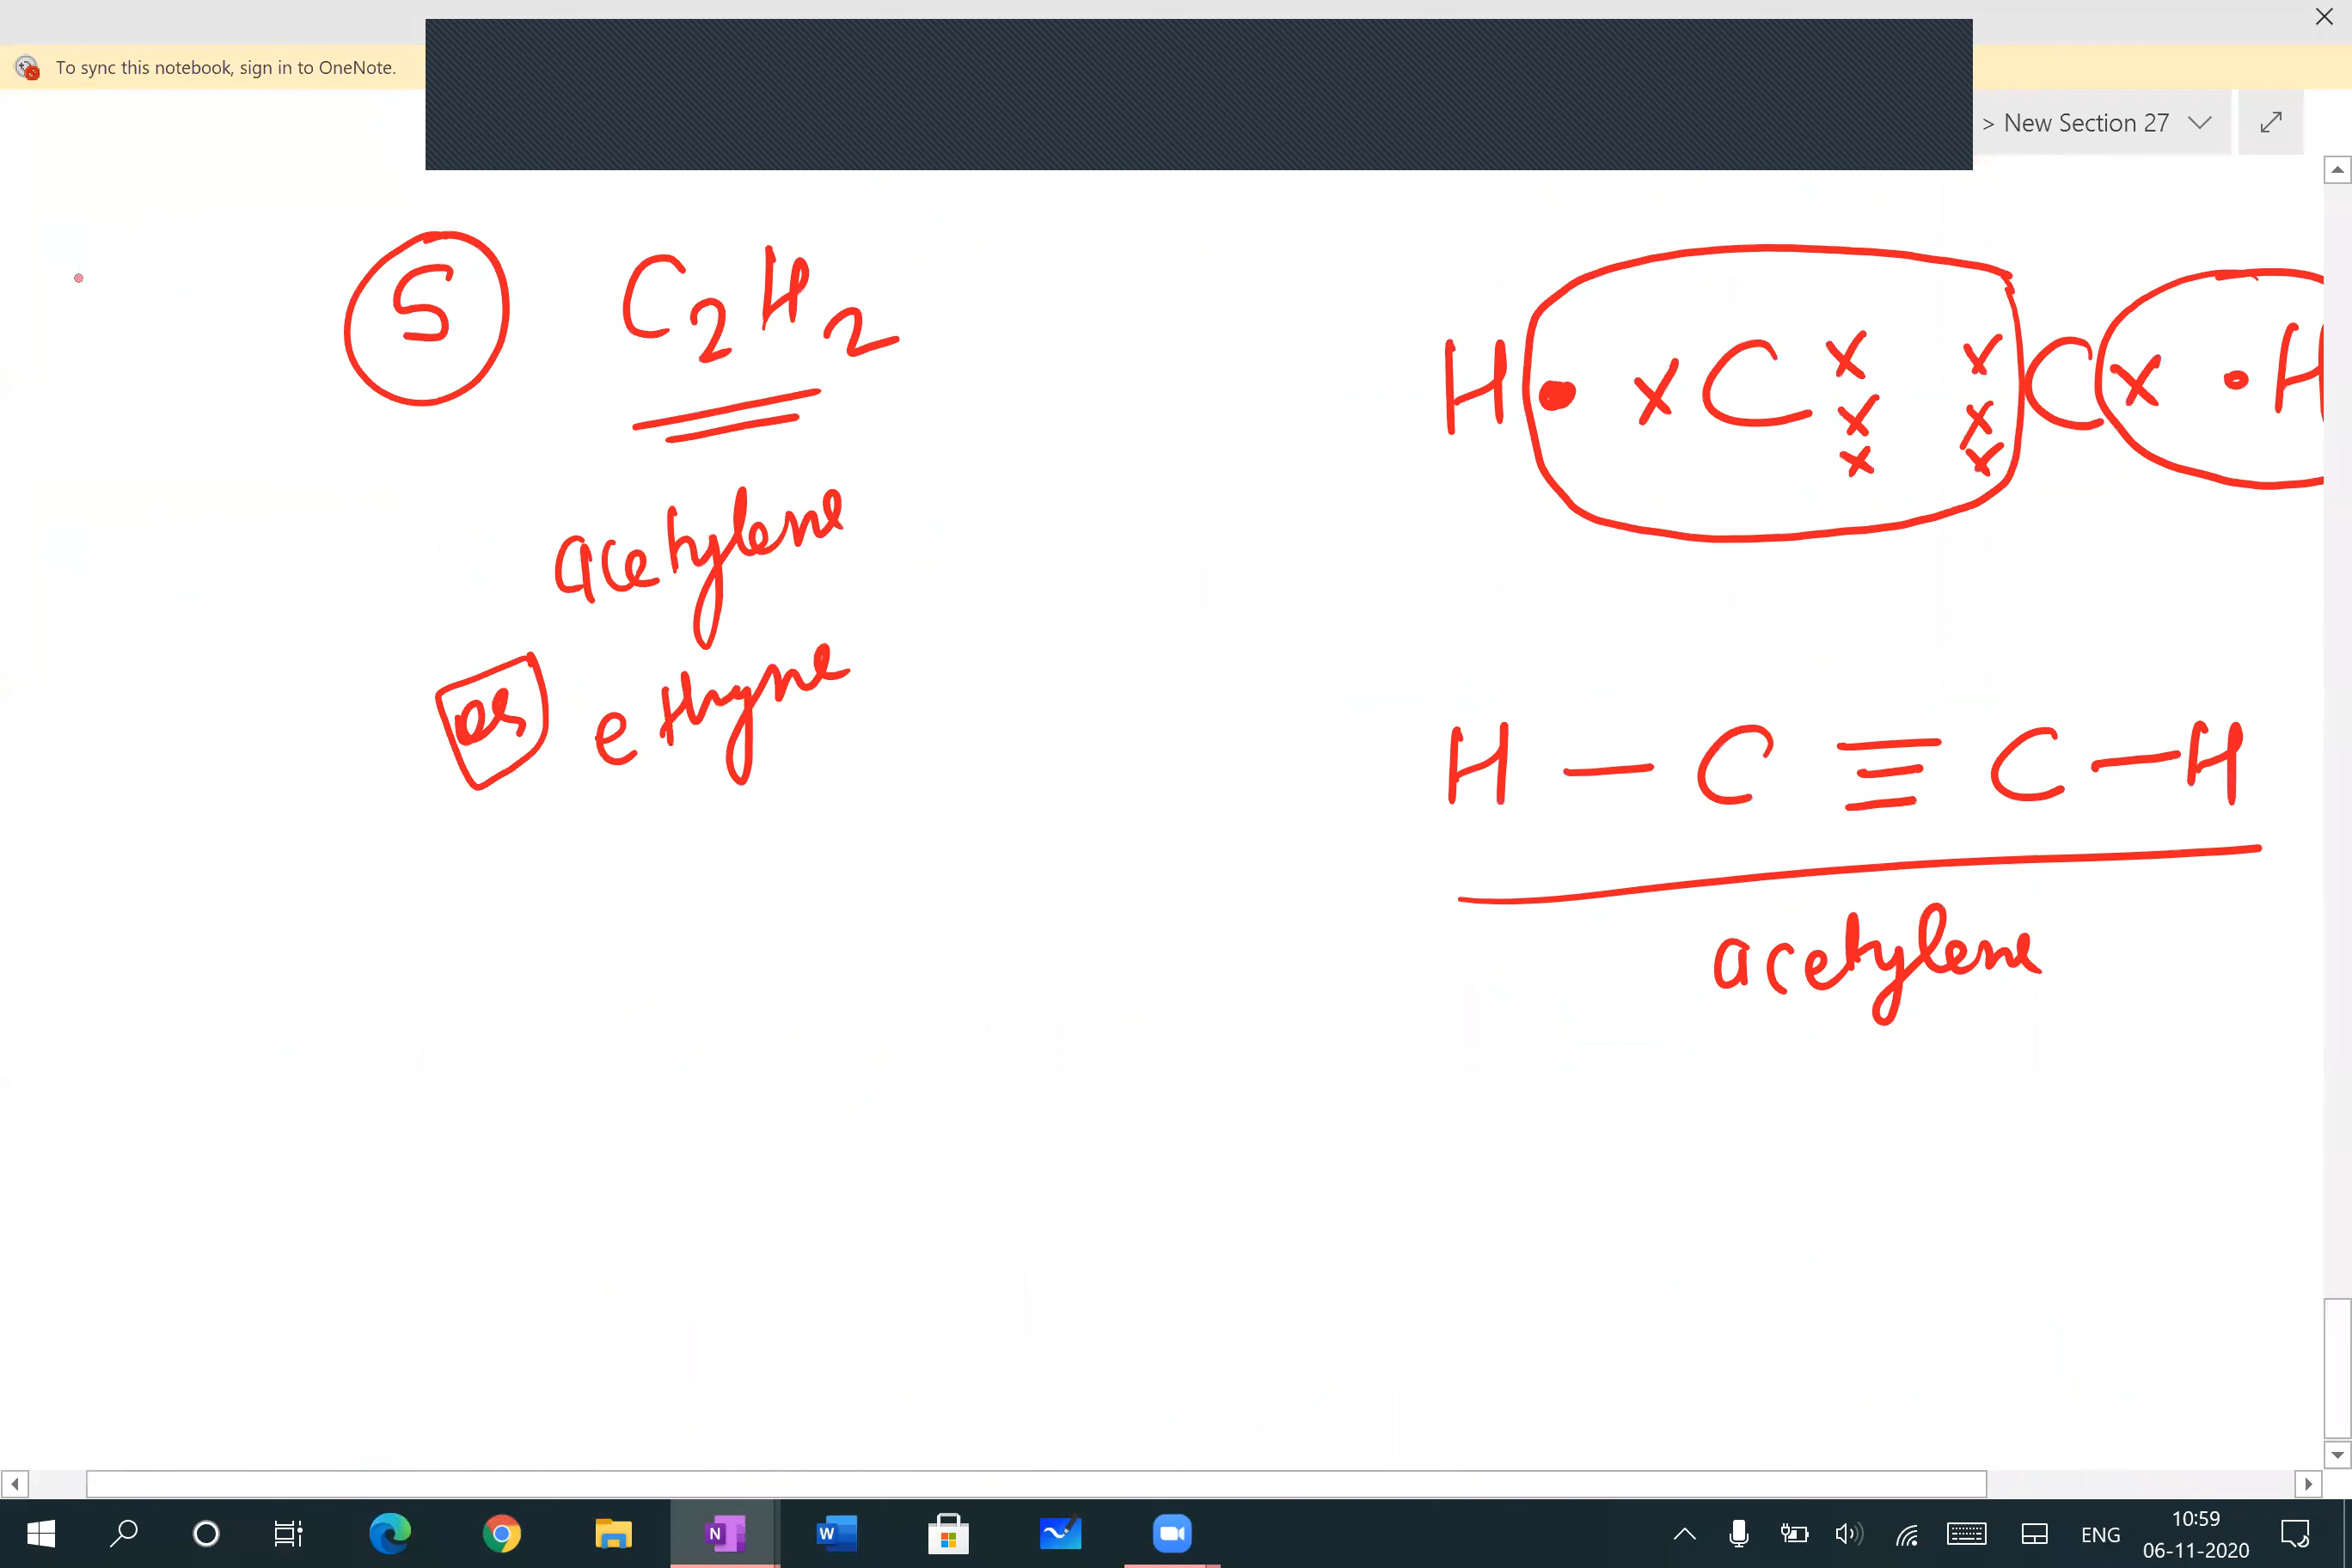 To sync this notebook, sign in to OneNote.
> New Section 27
5 C2H2
acetylene
or ethyne
H • x C x x x x x x C x • H
H — C ≡ C — H
acetylene
ENG
10:59
06-11-2020